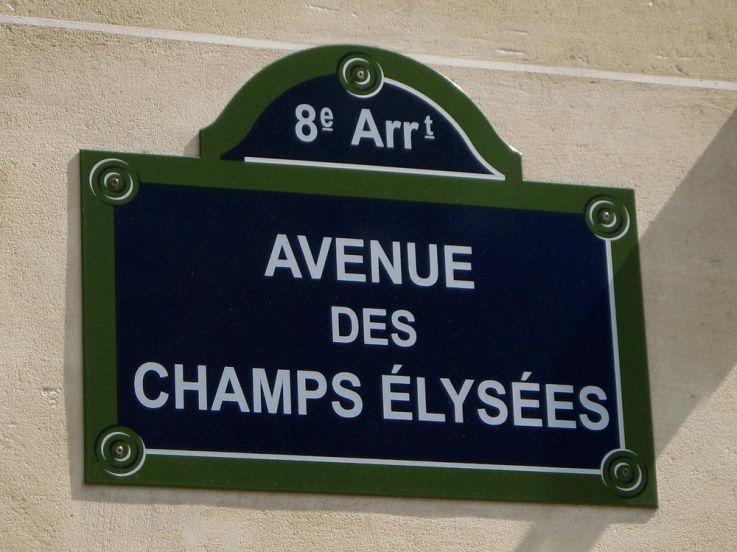 8e Arrt
AVENUE
DES
CHAMPS ÉLYSÉES